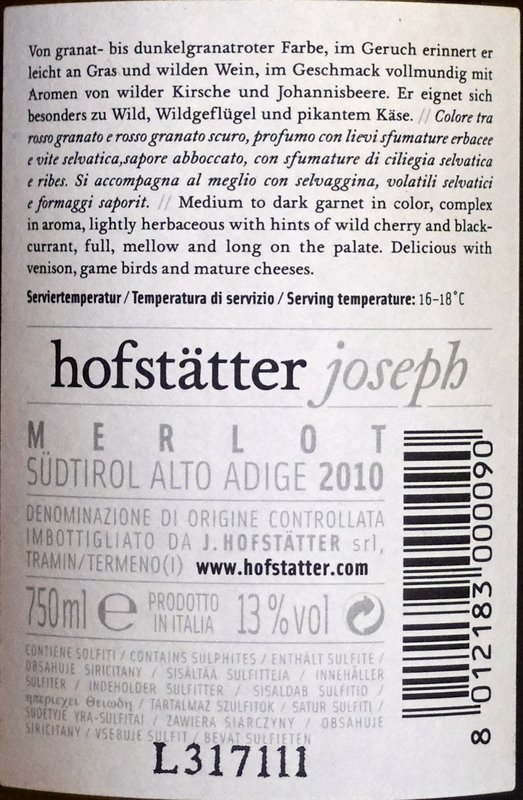 Von granat- bis dunkelgranatroter Farbe, im Geruch erinnert er
leicht an Gras und wilden Wein, im Geschmack vollmundig mit
Aromen von wilder Kirsche und Johannisbeere. Er eignet sich
besonders zu Wild, Wildgeflügel und pikantem Käse. // Colore tra
rosso granato e rosso granato scuro, profumo con lievi sfumature erbacee
e vite selvatica,sapore abboccato, con sfumature di ciliegia selvatica
e ribes. Si accompagna al meglio con selvaggina, volatili selvatici
e formaggi saporit. // Medium to dark garnet in color, complex
in aroma, lightly herbaceous with hints of wild cherry and black-
currant, full, mellow and long on the palate. Delicious with
venison, game birds and mature cheeses.
Serviertemperatur / Temperatura di servizio / Serving temperature: 16–18°C
hofstätter joseph
MERLOT
SÜDTIROL ALTO ADIGE 2010
DENOMINAZIONE DI ORIGINE CONTROLLATA
IMBOTTIGLIATO DA J.HOFSTÄTTER srl,
TRAMIN/TERMENO(I) www.hofstatter.com
750ml e PRODOTTO IN ITALIA 13%vol
CONTIENE SOLFITI / CONTAINS SULPHITES / ENTHÄLT SULFITE /
OBSAHUJE SIRICITANY / SISÄLTÄÄ SULFITTEJA / INNEHÅLLER
SULFITER / INDEHOLDER SULFITTER / SISALDAB SULFITID /
ηπεριεχει Θειωδη / TARTALMAZ SZULFITOK / SATUR SULFITI /
SUDĖTYJE YRA-SULFITAI / ZAWIERA SIARCZYNY / OBSAHUJE
SIRICITANY / VSEBUJE SULFIT / BEVAT SULFIETEN
L317111
8 012183 000090